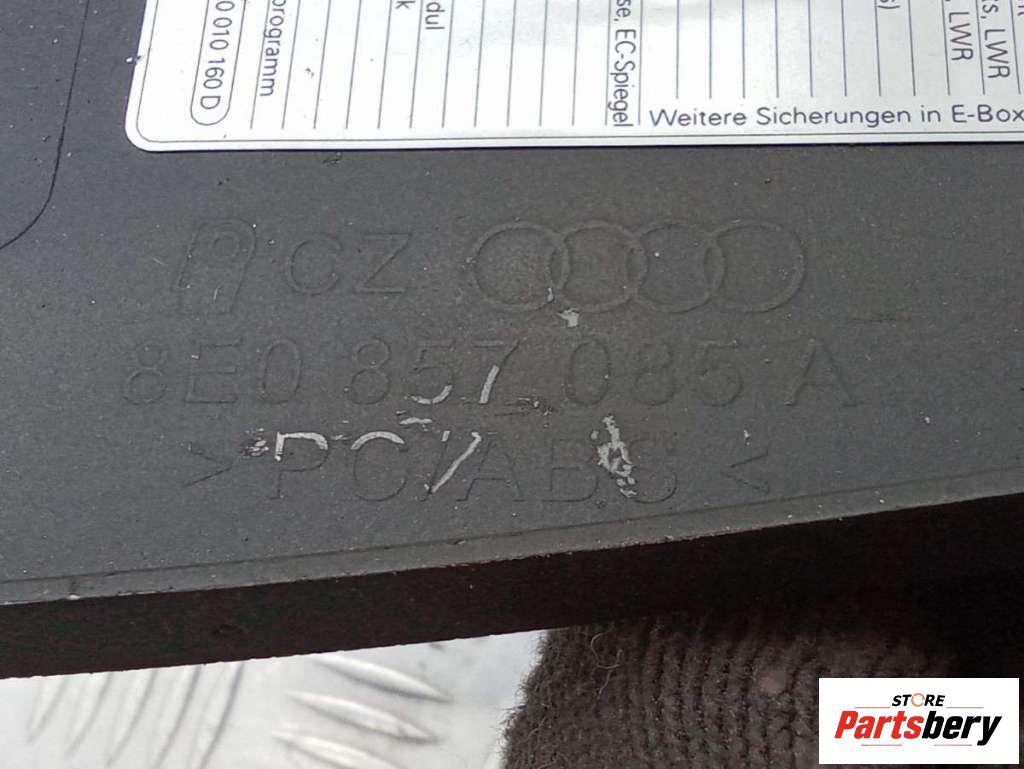 0 010 160 D
programm
k
dul
se, EC-Spiegel
s)
, LWR
s, LWR
Weitere Sicherungen in E-Box
CZ
8E0 857 085 A
>PC/ABS<
STORE
Partsbery